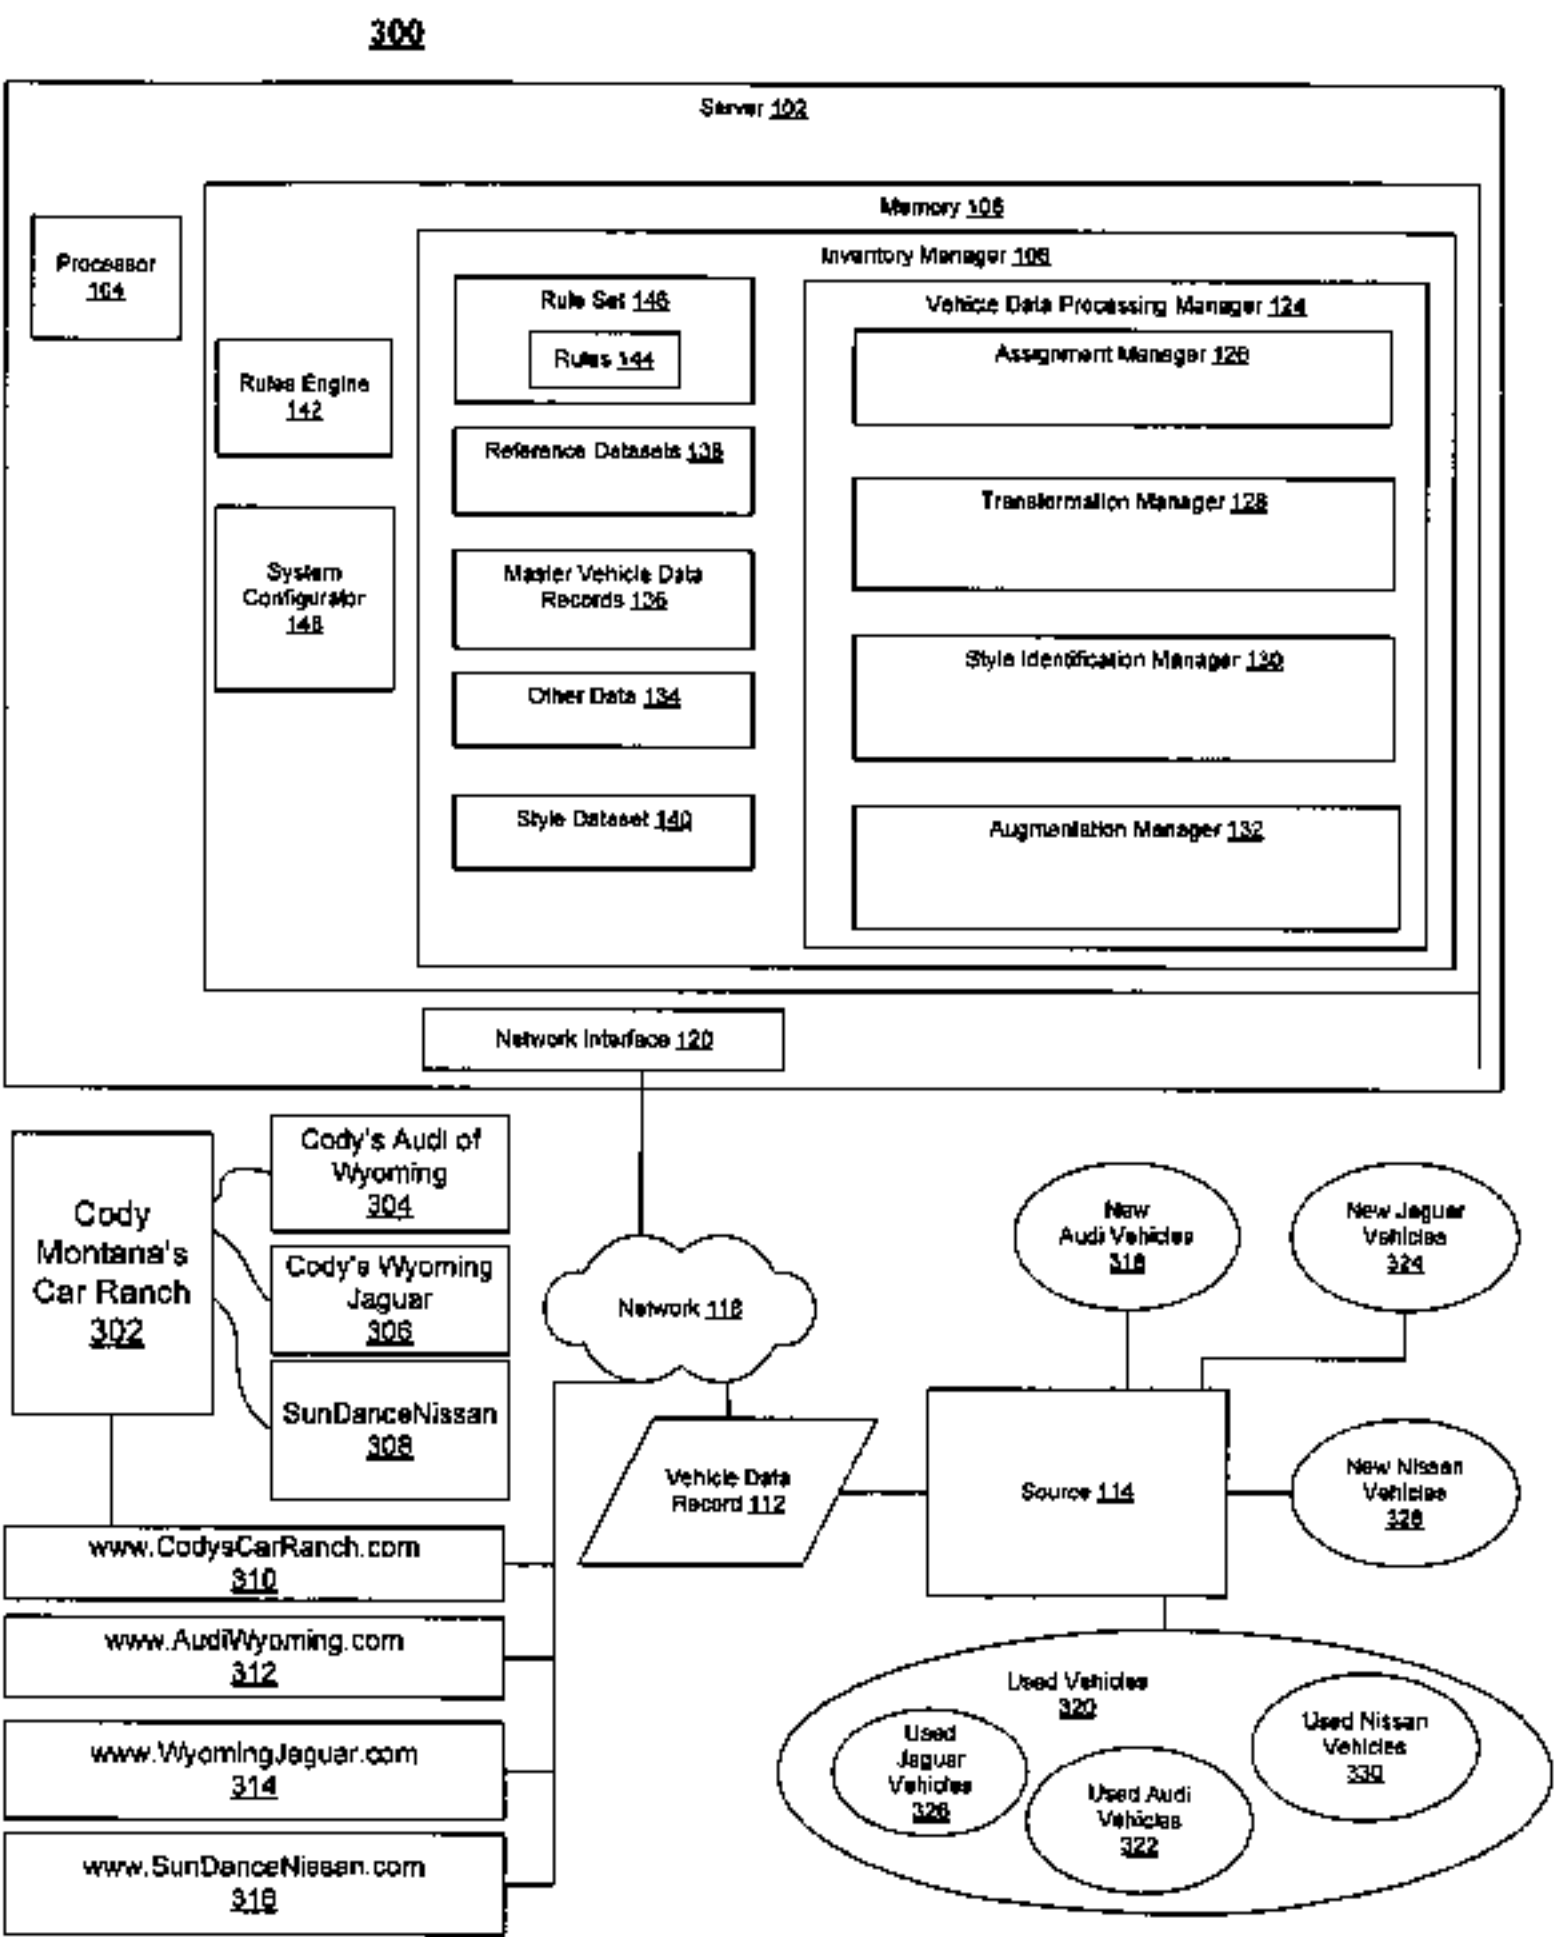 300
Server 102
Memory 106
Processor
104
Inventory Manager 108
Rule Set 146
Rules 144
Vehicle Data Processing Manager 124
Assignment Manager 126
Rules Engine
142
Reference Datasets 138
Transformation Manager 128
System
Configurator
148
Master Vehicle Data
Records 136
Style Identification Manager 130
Other Data 134
Style Dataset 140
Augmentation Manager 132
Network Interface 120
Cody
Montana's
Car Ranch
302
Cody's Audi of
Wyoming
304
Cody's Wyoming
Jaguar
306
SunDanceNissan
308
Network 118
New
Audi Vehicles
318
New Jaguar
Vehicles
324
Vehicle Data
Record 112
Source 114
New Nissan
Vehicles
328
www.CodysCarRanch.com
310
www.AudiWyoming.com
312
www.WyomingJaguar.com
314
www.SunDanceNissan.com
316
Used Vehicles
320
Used
Jaguar
Vehicles
326
Used Audi
Vehicles
322
Used Nissan
Vehicles
330